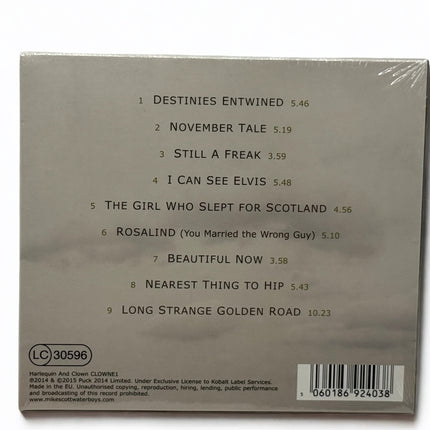 1 DESTINIES ENTWINED 5.46
2 NOVEMBER TALE 5.19
3 STILL A FREAK 3.59
4 I CAN SEE ELVIS 5.48
5 THE GIRL WHO SLEPT FOR SCOTLAND 4.56
6 ROSALIND (YOU MARRIED THE WRONG GUY) 5.10
7 BEAUTIFUL NOW 3.58
8 NEAREST THING TO HIP 5.43
9 LONG STRANGE GOLDEN ROAD 10.23
LC 30596
Harlequin And Clown CLOWNE1
℗2014 & ©2015 Puck 2014 Limited. Under Exclusive License to Kobalt Label Services.
Made in the EU. Unauthorised copying, reproduction, hiring, lending, public performance
and broadcasting of this record prohibited.
www.mikescottwaterboys.com
5 060186 924038